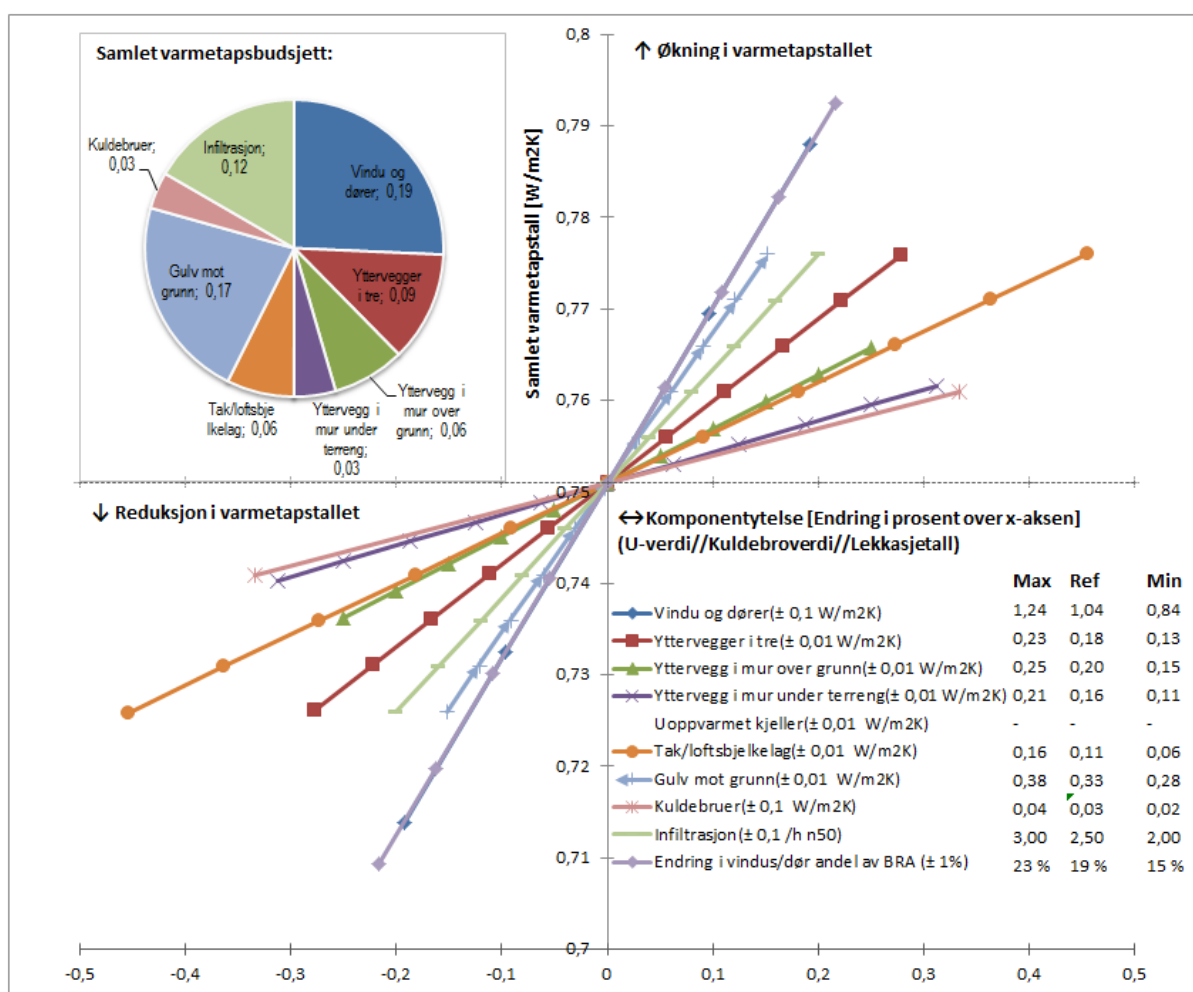 Samlet varmetapsbudsjett:
Kuldebruer;
0,03
Infiltrasjon;
0,12
Vindu og
dører; 0,19
Gulv mot
grunn; 0,17
Yttervegger
i tre; 0,09
Tak/loftsbje
lkelag; 0,06
Yttervegg i
mur under
terreng;
0,03
Yttervegg i
mur over
grunn; 0,06
↑ Økning i varmetapstallet
Samlet varmetapstall [W/m2K]
0,8
0,79
0,78
0,77
0,76
0,75
0,74
0,73
0,72
0,71
0,7
↓ Reduksjon i varmetapstallet
↔Komponentytelse [Endring i prosent over x-aksen]
(U-verdi//Kuldebroverdi//Lekkasjetall)
Max Ref Min
Vindu og dører(± 0,1 W/m2K) 1,24 1,04 0,84
Yttervegger i tre(± 0,01 W/m2K) 0,23 0,18 0,13
Yttervegg i mur over grunn(± 0,01 W/m2K) 0,25 0,20 0,15
Yttervegg i mur under terreng(± 0,01 W/m2K) 0,21 0,16 0,11
Uoppvarmet kjeller(± 0,01 W/m2K) - - -
Tak/loftsbjelkelag(± 0,01 W/m2K) 0,16 0,11 0,06
Gulv mot grunn(± 0,01 W/m2K) 0,38 0,33 0,28
Kuldebruer(± 0,1 W/m2K) 0,04 0,03 0,02
Infiltrasjon(± 0,1 /h n50) 3,00 2,50 2,00
Endring i vindus/dør andel av BRA (± 1%) 23 % 19 % 15 %
-0,5 -0,4 -0,3 -0,2 -0,1 0 0,1 0,2 0,3 0,4 0,5